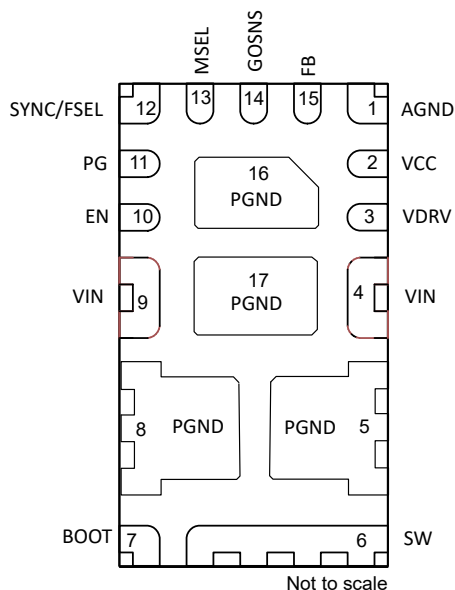 MSEL GOSNS FB
SYNC/FSEL 12 13 14 15 1 AGND
PG 11 16 2 VCC
PGND
EN 10 3 VDRV
17
VIN 9 PGND 4 VIN
8 PGND PGND 5
BOOT 7 6 SW
Not to scale